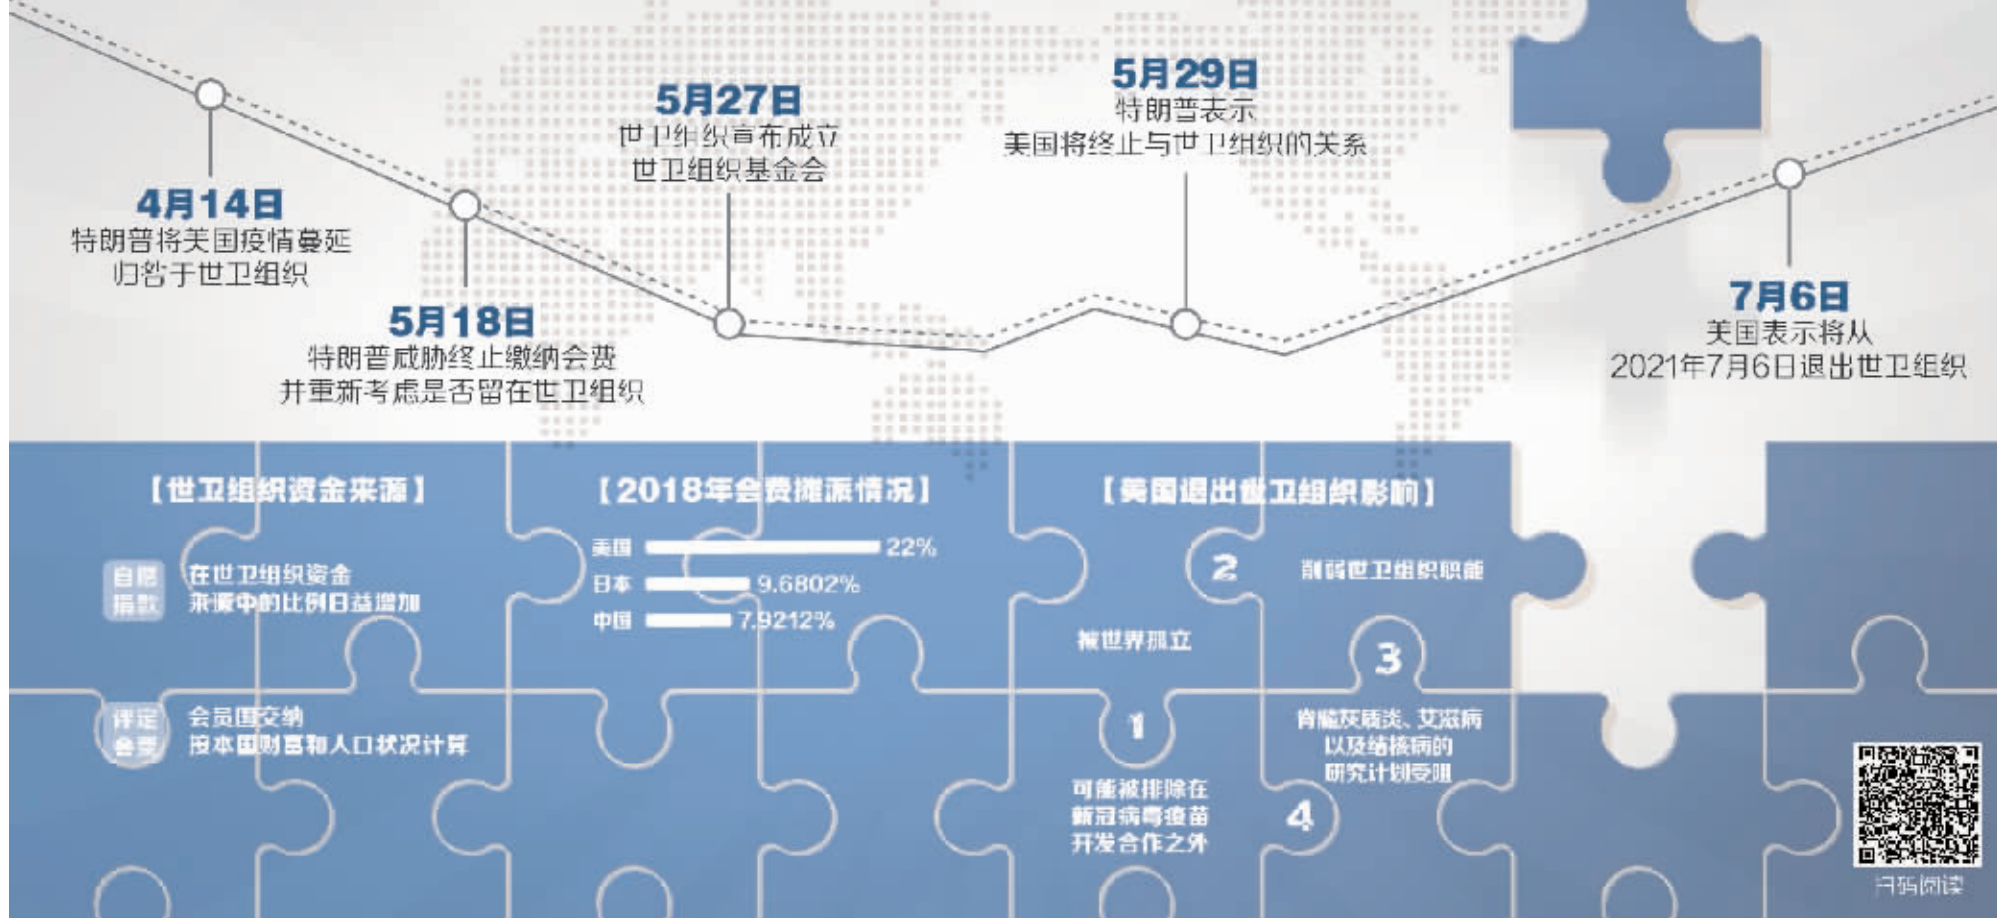 4月14日
特朗普将美国疫情蔓延
归咎于世卫组织
5月18日
特朗普威胁终止缴纳会费
并重新考虑是否留在世卫组织
5月27日
世卫组织宣布成立
世卫组织基金会
5月29日
特朗普表示
美国将终止与世卫组织的关系
7月6日
美国表示将从
2021年7月6日退出世卫组织
【世卫组织资金来源】
自愿
捐款
在世卫组织资金
来源中的比例日益增加
评定
会费
会员国交纳
按本国财富和人口状况计算
【2018年会费摊派情况】
美国 22%
日本 9.6802%
中国 7.9212%
【美国退出世卫组织影响】
被世界孤立
1
2
削弱世卫组织职能
3
脊髓灰质炎、艾滋病
以及结核病的
研究计划受阻
可能被排除在
新冠病毒疫苗
开发合作之外
4
扫码阅读